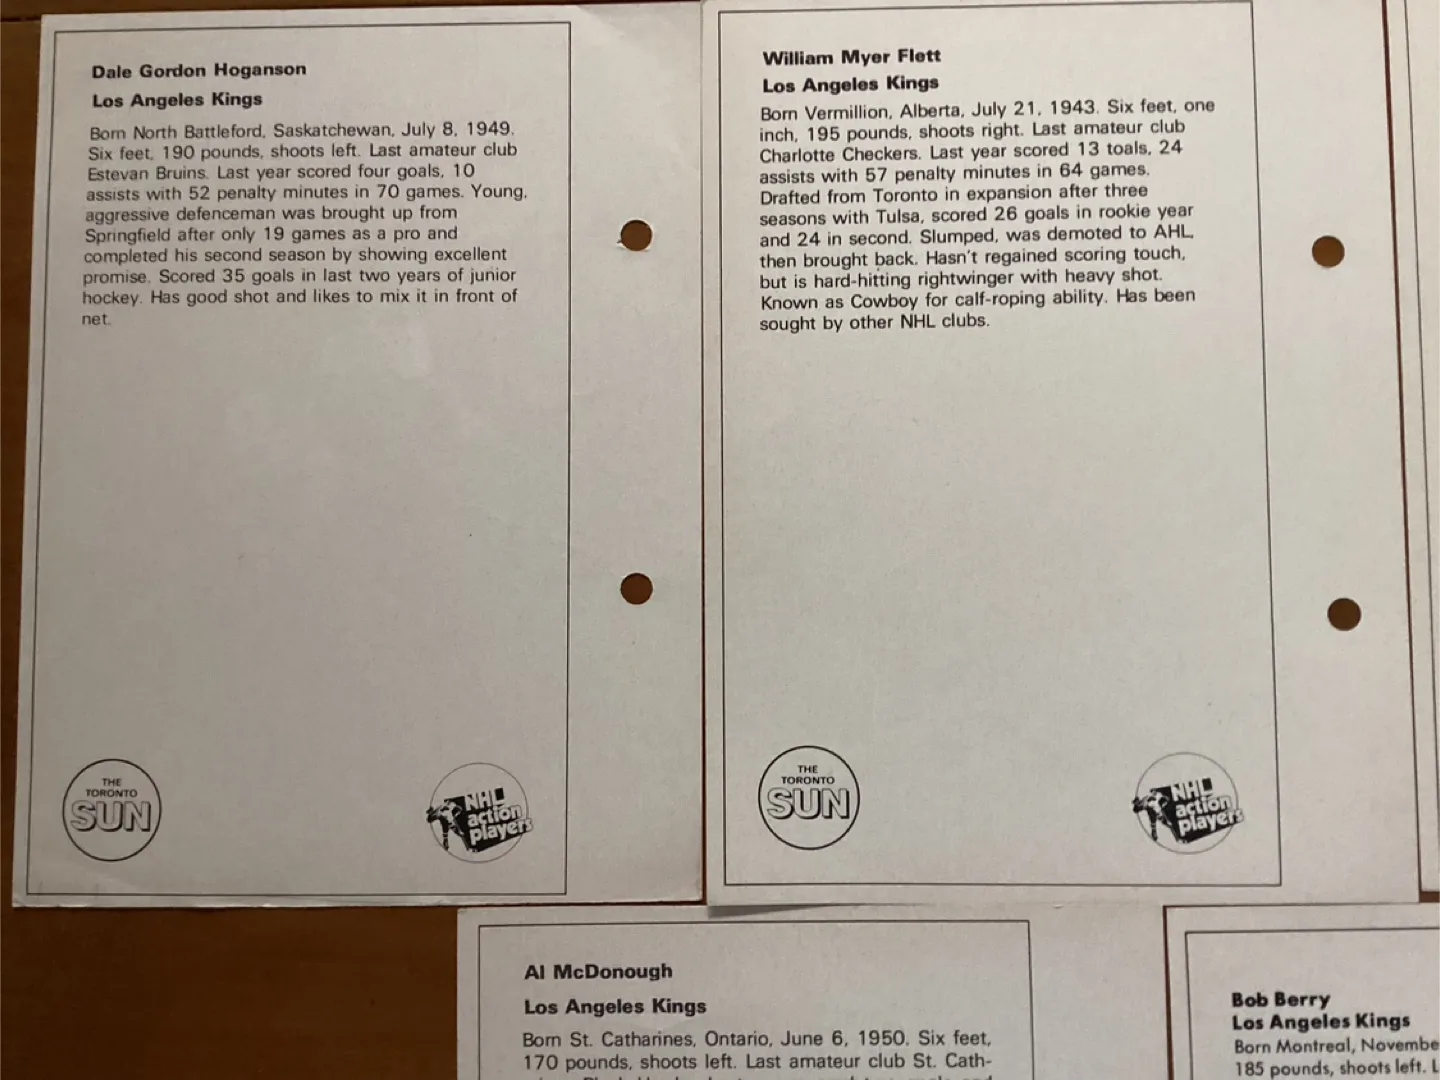 Dale Gordon Hoganson
Los Angeles Kings
Born North Battleford, Saskatchewan, July 8, 1949.
Six feet, 190 pounds, shoots left. Last amateur club
Estevan Bruins. Last year scored four goals, 10
assists with 52 penalty minutes in 70 games. Young,
aggressive defenceman was brought up from
Springfield after only 19 games as a pro and
completed his second season by showing excellent
promise. Scored 35 goals in last two years of junior
hockey. Has good shot and likes to mix it in front of
net.
THE
TORONTO
SUN
NHL
action
players
William Myer Flett
Los Angeles Kings
Born Vermillion, Alberta, July 21, 1943. Six feet, one
inch, 195 pounds, shoots right. Last amateur club
Charlotte Checkers. Last year scored 13 toals, 24
assists with 57 penalty minutes in 64 games.
Drafted from Toronto in expansion after three
seasons with Tulsa, scored 26 goals in rookie year
and 24 in second. Slumped, was demoted to AHL,
then brought back. Hasn't regained scoring touch,
but is hard-hitting rightwinger with heavy shot.
Known as Cowboy for calf-roping ability. Has been
sought by other NHL clubs.
THE
TORONTO
SUN
NHL
action
players
Al McDonough
Los Angeles Kings
Born St. Catharines, Ontario, June 6, 1950. Six feet,
170 pounds, shoots left. Last amateur club St. Cath-
Bob Berry
Los Angeles Kings
Born Montreal, Novembe
185 pounds, shoots left. L